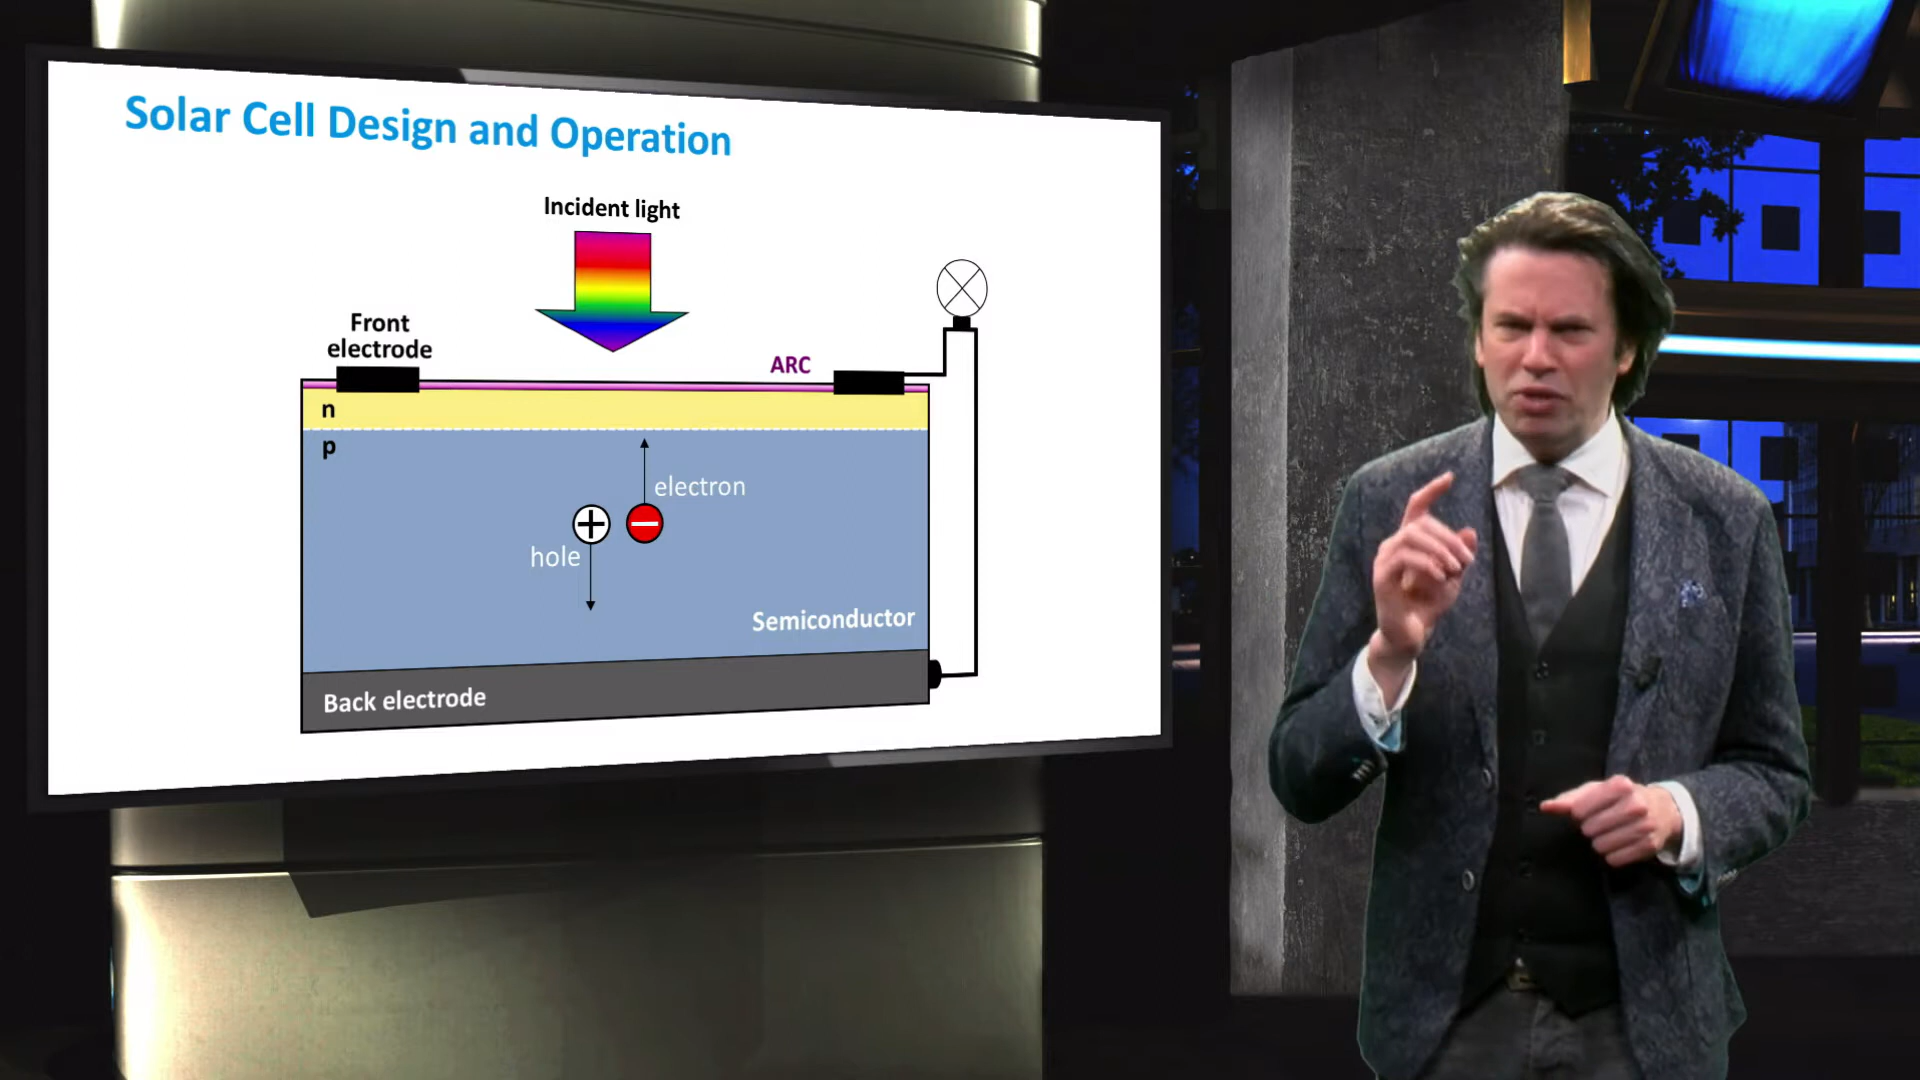 Solar Cell Design and Operation
Incident light
Front
electrode
ARC
n
p
electron
hole
Semiconductor
Back electrode